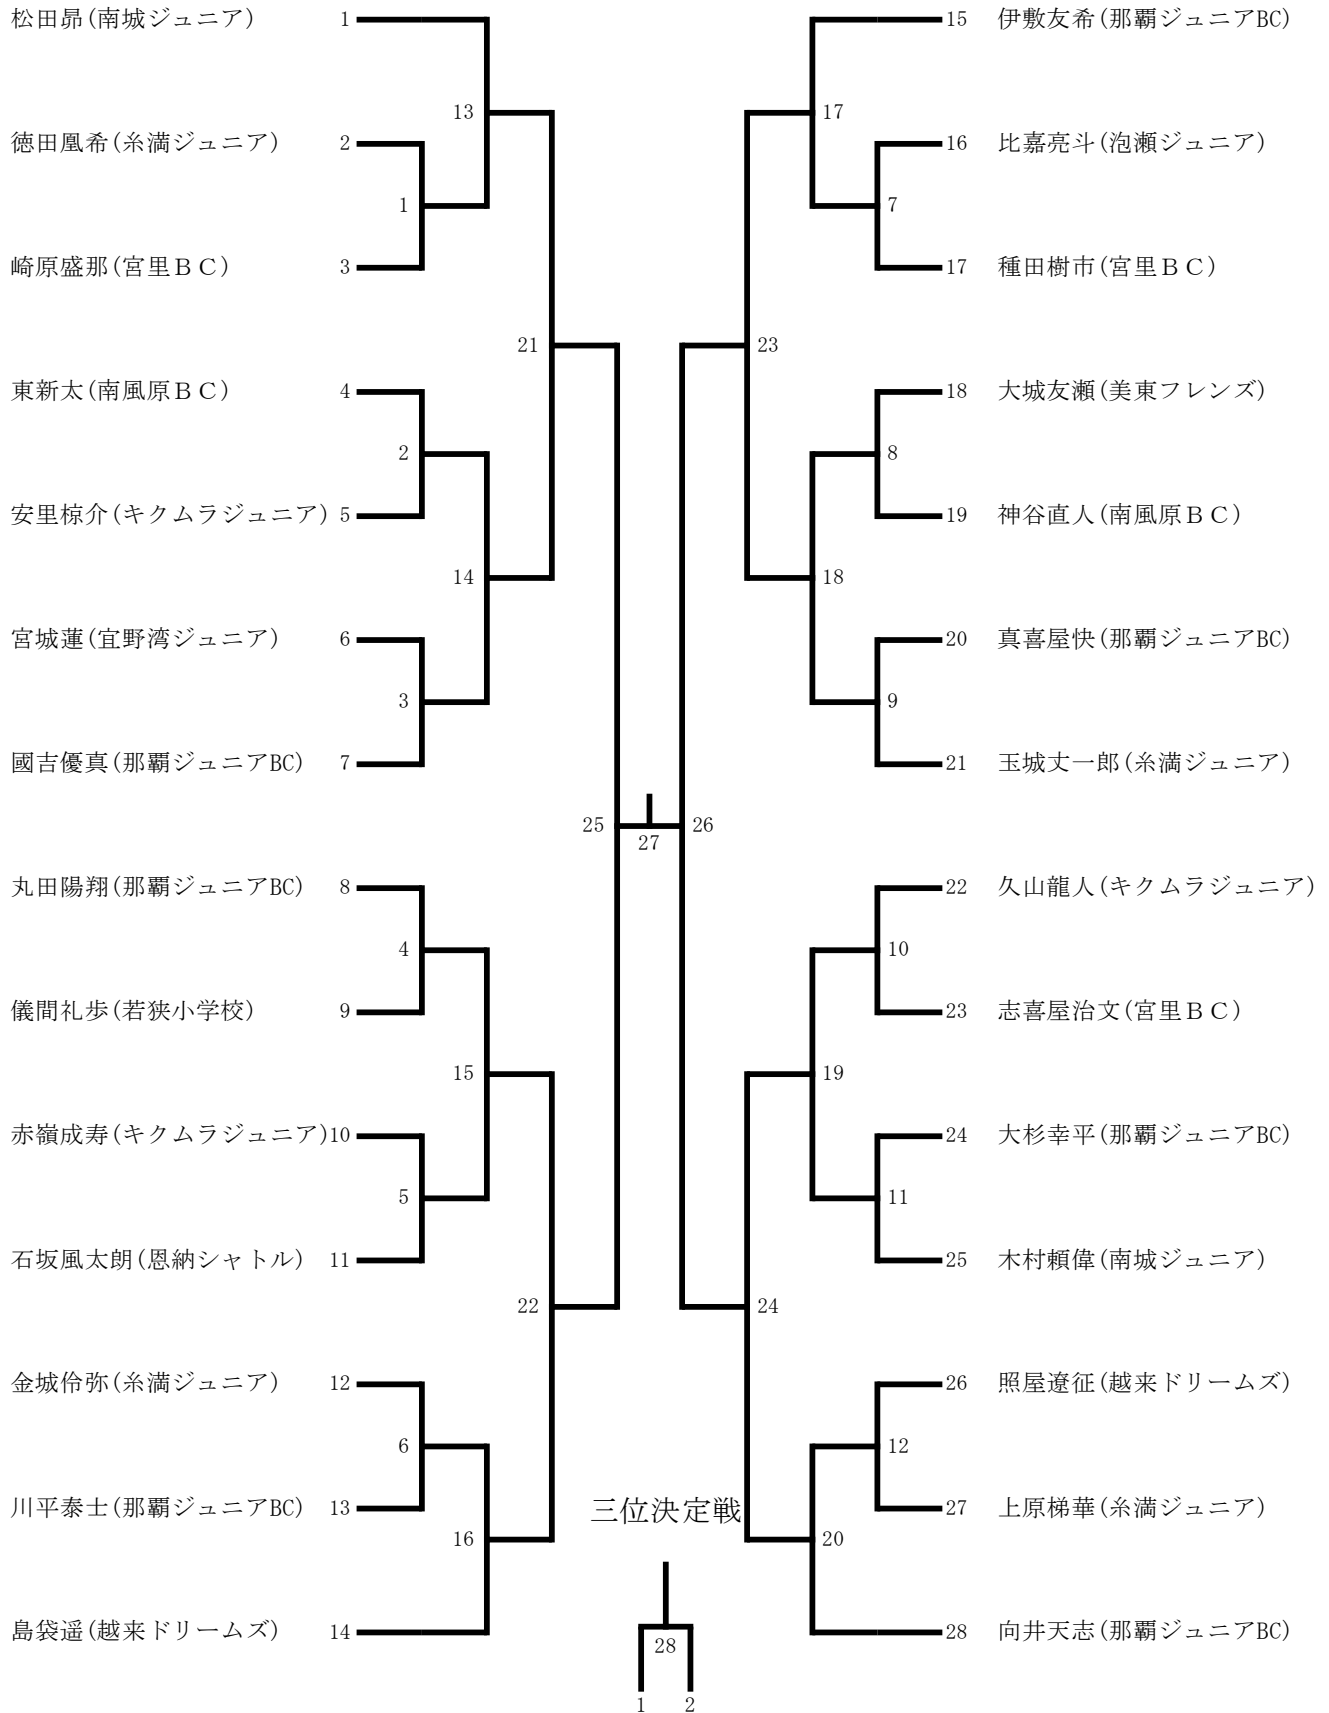 松田昴(南城ジュニア) 1
徳田凰希(糸満ジュニア) 2
崎原盛那(宮里ＢＣ) 3
東新太(南風原ＢＣ) 4
安里椋介(キクムラジュニア) 5
宮城蓮(宜野湾ジュニア) 6
國吉優真(那覇ジュニアBC) 7
丸田陽翔(那覇ジュニアBC) 8
儀間礼歩(若狭小学校) 9
赤嶺成寿(キクムラジュニア) 10
石坂風太朗(恩納シャトル) 11
金城伶弥(糸満ジュニア) 12
川平泰士(那覇ジュニアBC) 13
島袋遥(越来ドリームズ) 14
1
2
3
4
5
6
13
14
15
16
21
22
25
27
26
23
24
17
18
19
20
7
8
9
10
11
12
15 伊敷友希(那覇ジュニアBC)
16 比嘉亮斗(泡瀬ジュニア)
17 種田樹市(宮里ＢＣ)
18 大城友瀬(美東フレンズ)
19 神谷直人(南風原ＢＣ)
20 真喜屋快(那覇ジュニアBC)
21 玉城丈一郎(糸満ジュニア)
22 久山龍人(キクムラジュニア)
23 志喜屋治文(宮里ＢＣ)
24 大杉幸平(那覇ジュニアBC)
25 木村頼偉(南城ジュニア)
26 照屋遼征(越来ドリームズ)
27 上原梯華(糸満ジュニア)
28 向井天志(那覇ジュニアBC)
三位決定戦
28
1 2